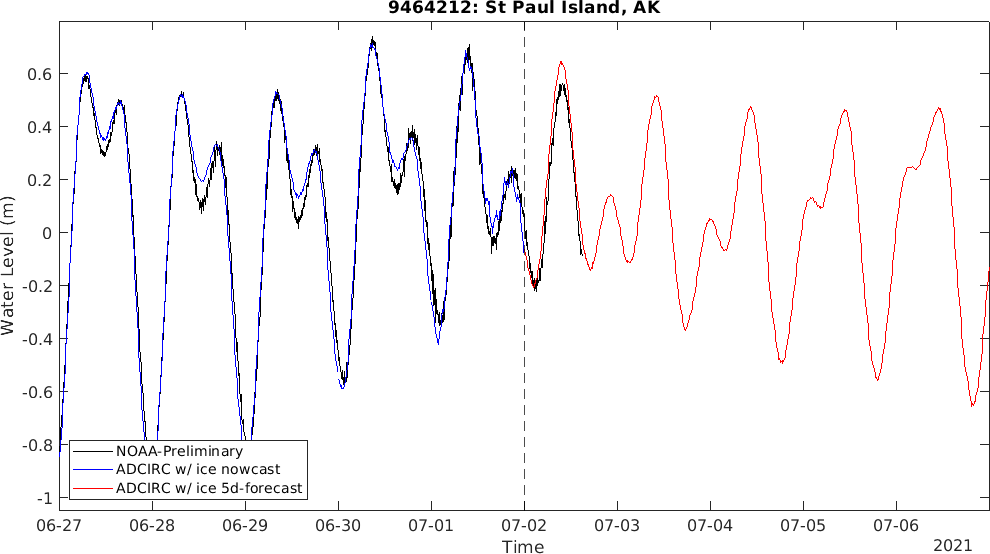 9464212: St Paul Island, AK
Water Level (m)
0.6
0.4
0.2
0
-0.2
-0.4
-0.6
-0.8
-1
NOAA-Preliminary
ADCIRC w/ ice nowcast
ADCIRC w/ ice 5d-forecast
06-27 06-28 06-29 06-30 07-01 07-02 07-03 07-04 07-05 07-06
Time
2021